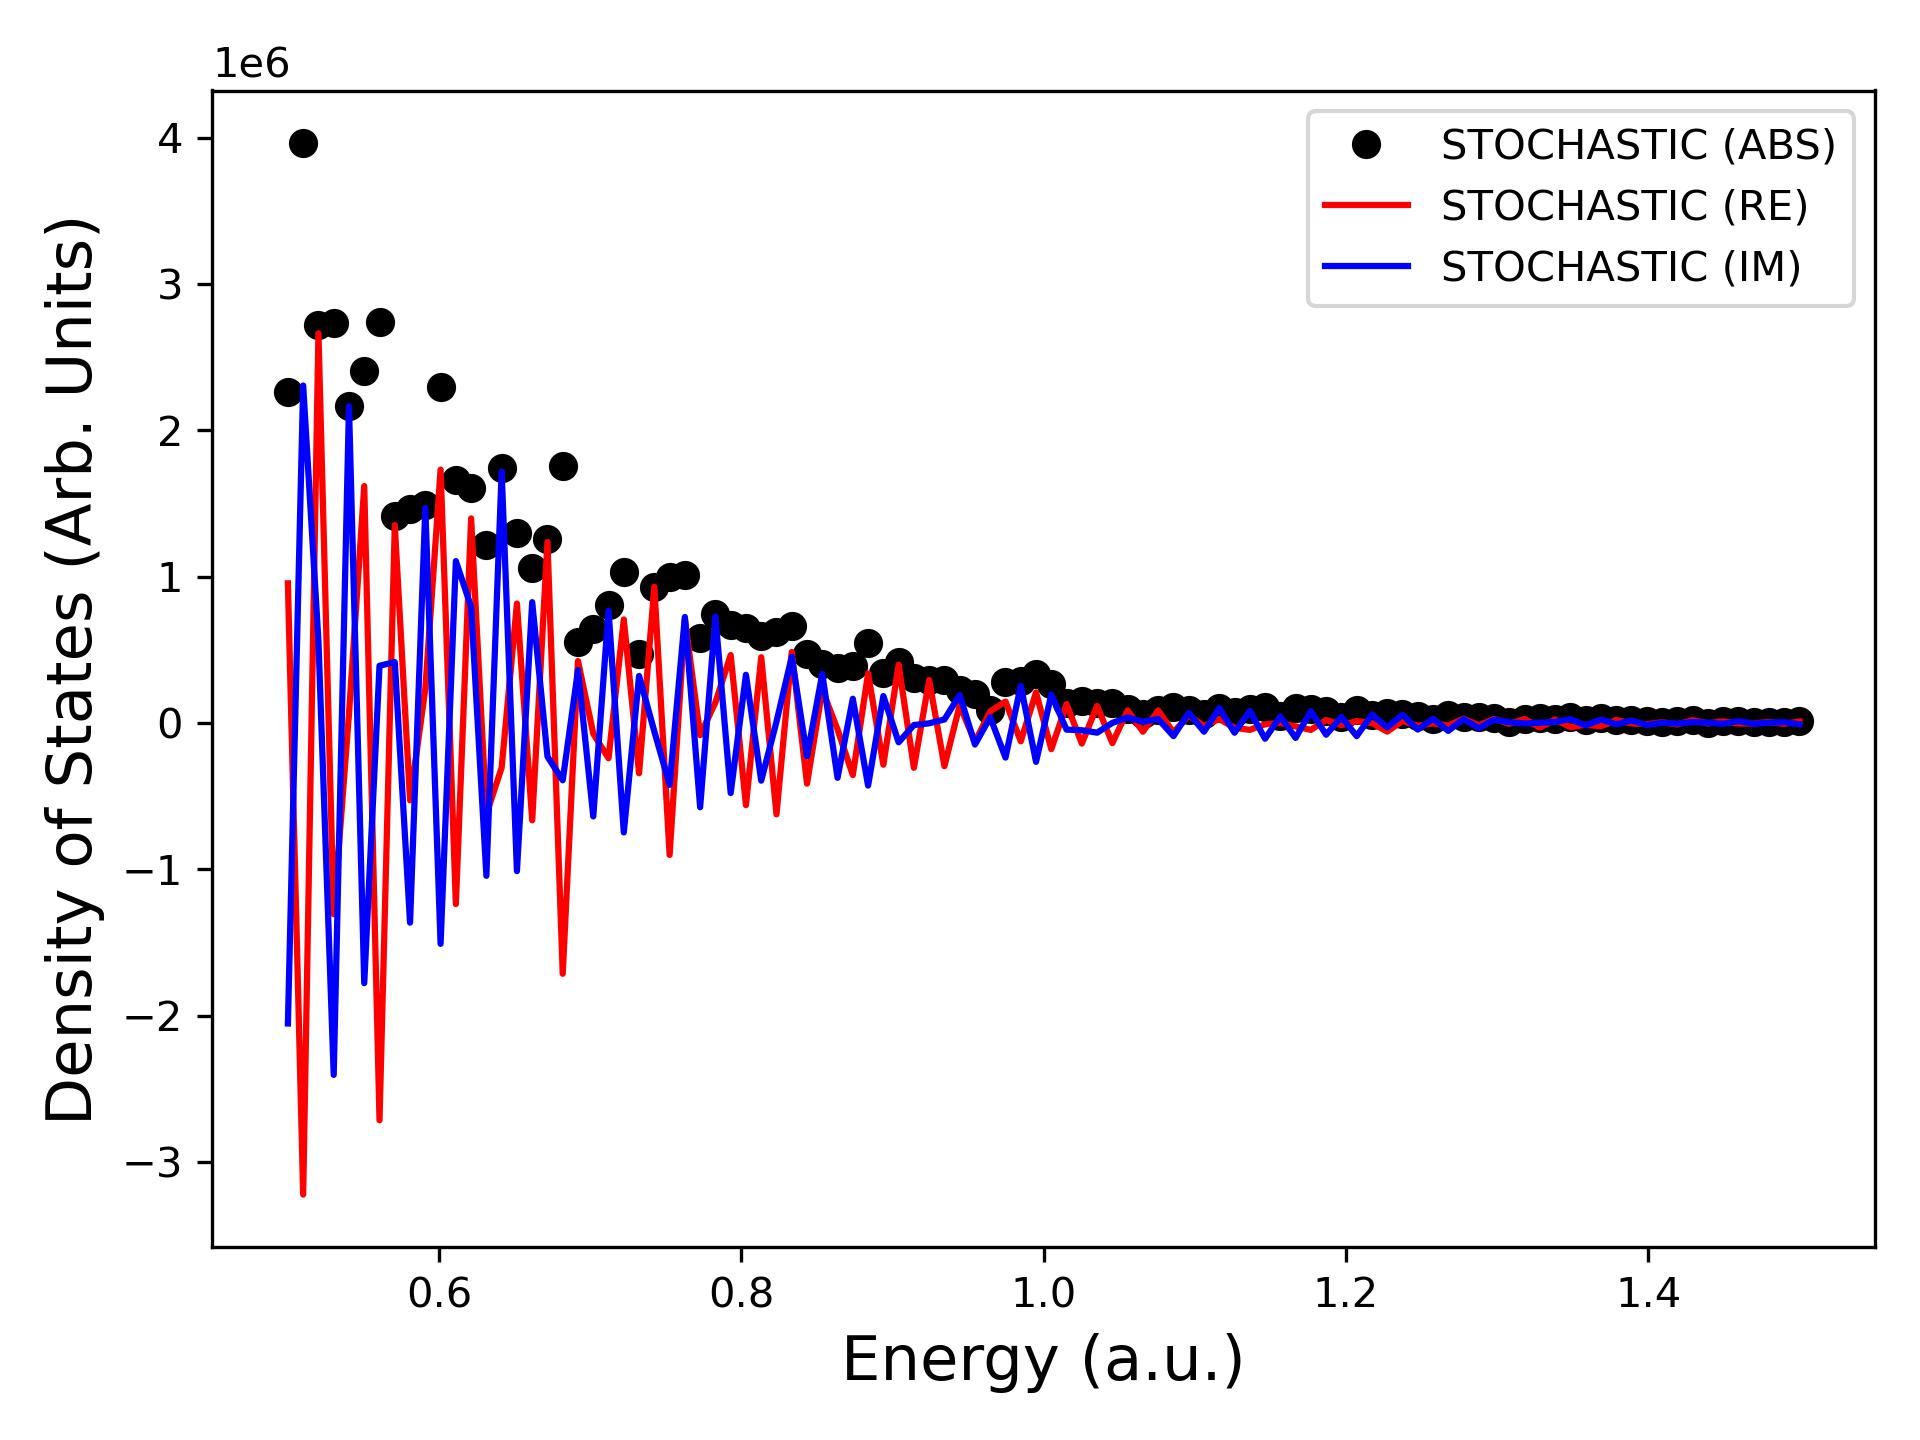 1e6
4
3
2
1
0
−1
−2
−3
Density of States (Arb. Units)
STOCHASTIC (ABS)
STOCHASTIC (RE)
STOCHASTIC (IM)
0.6 0.8 1.0 1.2 1.4
Energy (a.u.)